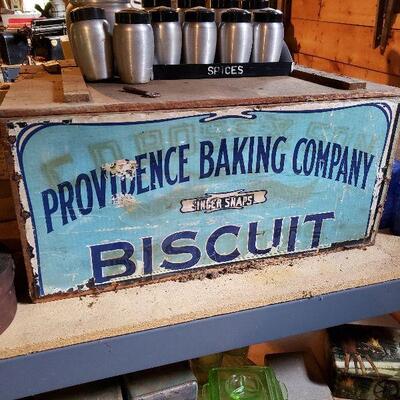 SPICES
PROVIDENCE BAKING COMPANY
GINGER SNAPS
BISCUIT